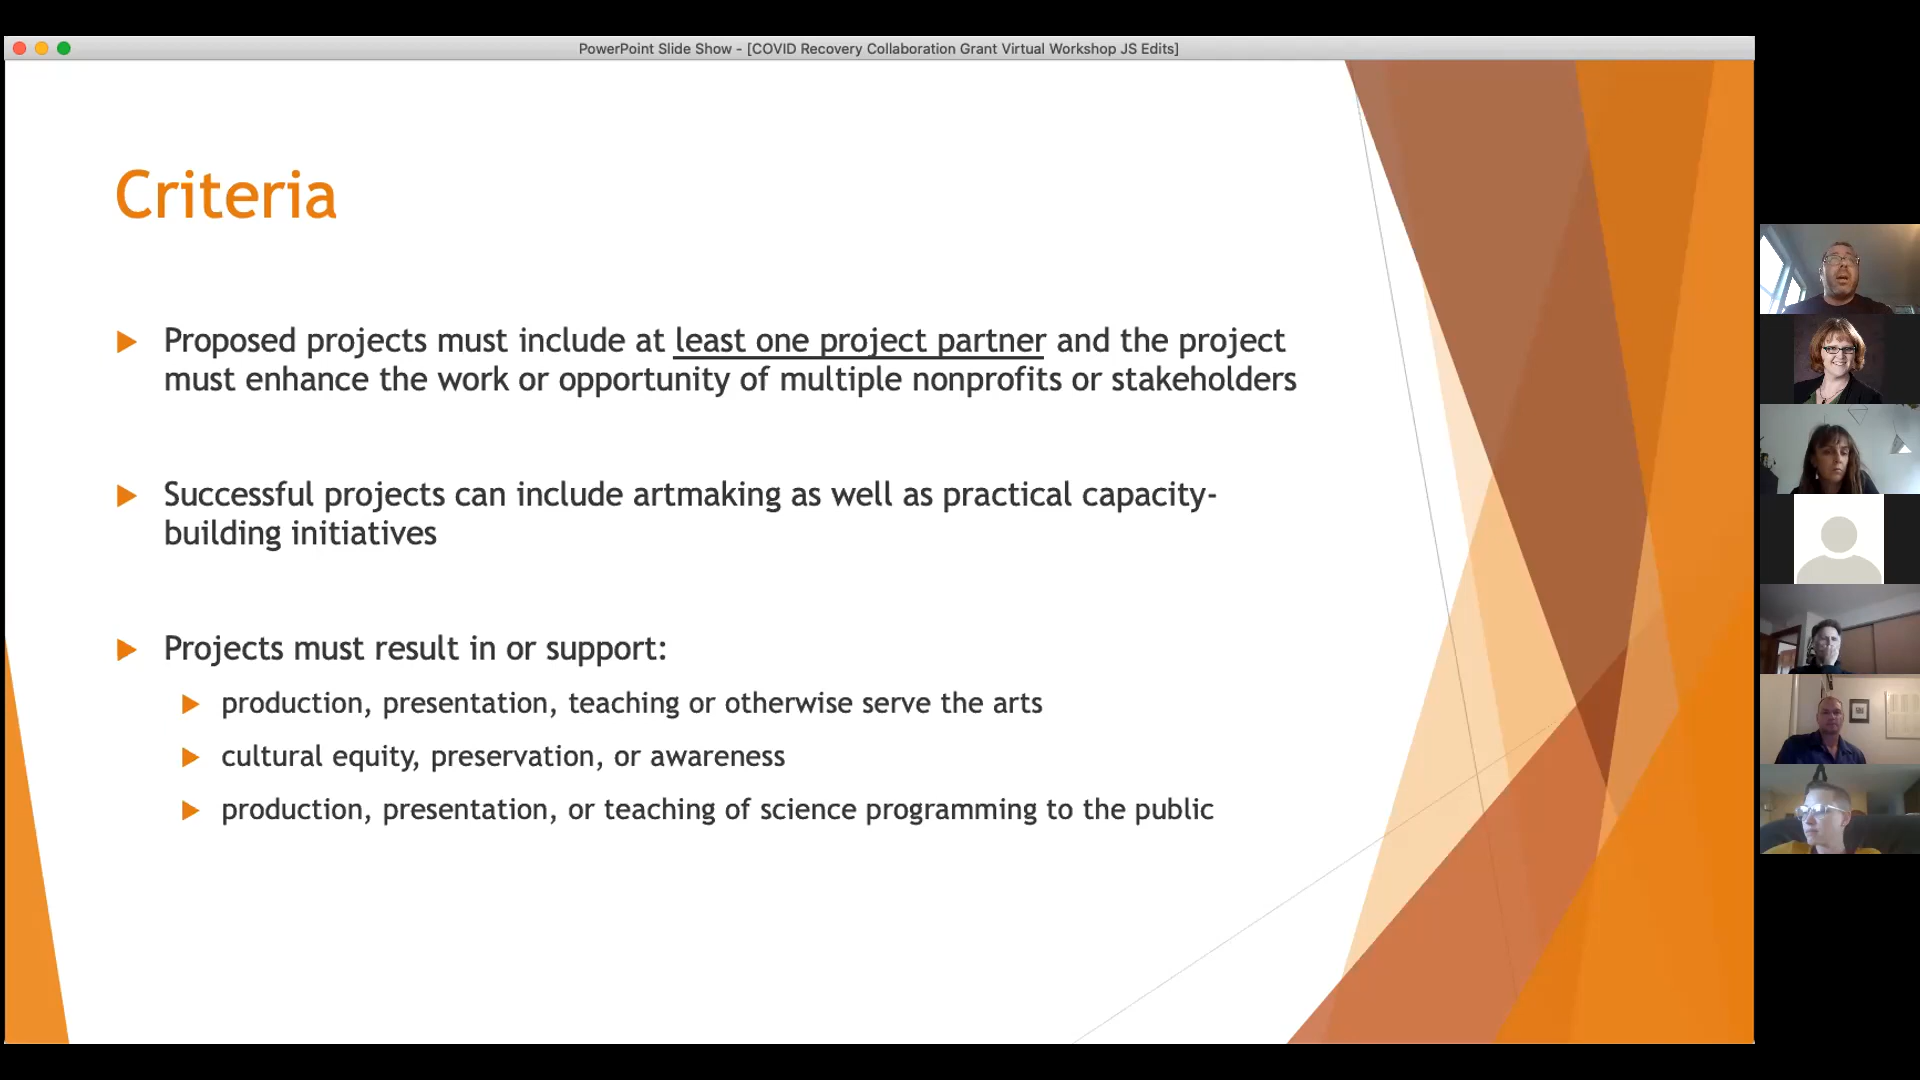 PowerPoint Slide Show - [COVID Recovery Collaboration Grant Virtual Workshop JS Edits]
Criteria
Proposed projects must include at least one project partner and the project
must enhance the work or opportunity of multiple nonprofits or stakeholders
Successful projects can include artmaking as well as practical capacity-
building initiatives
Projects must result in or support:
production, presentation, teaching or otherwise serve the arts
cultural equity, preservation, or awareness
production, presentation, or teaching of science programming to the public